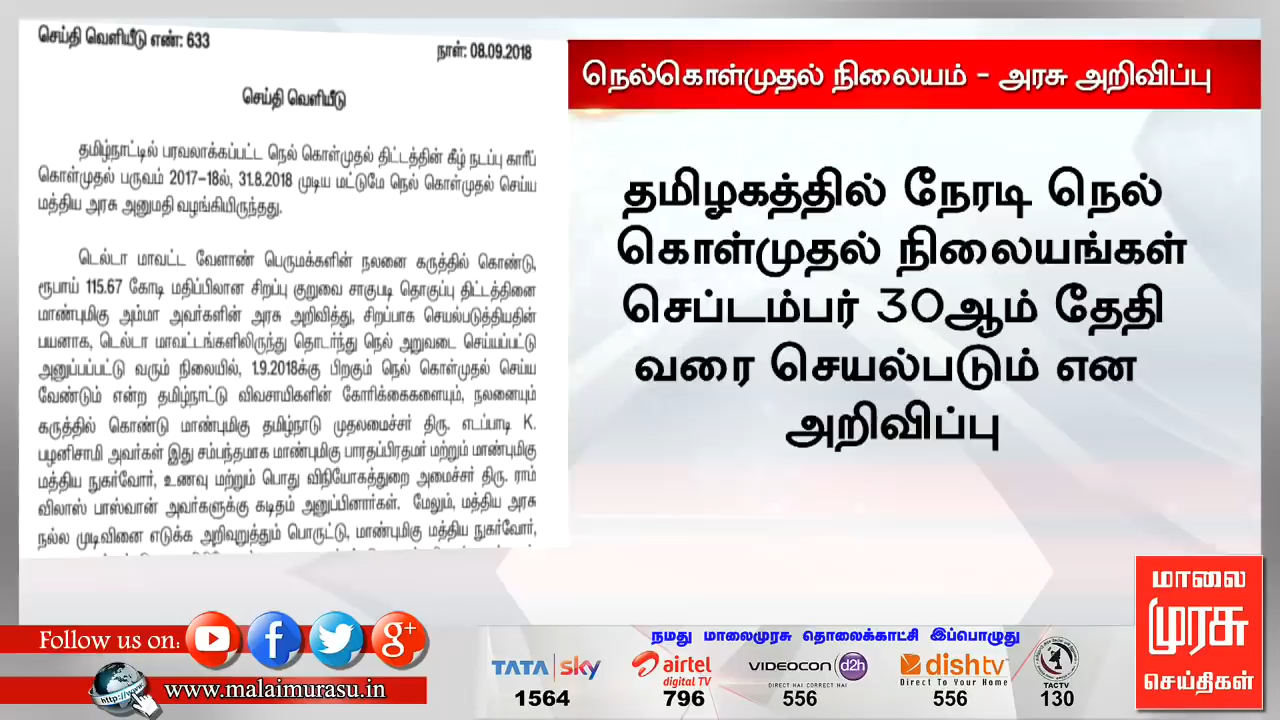 செய்தி வெளியீடு எண்: 633
நாள்: 08.09.2018
செய்தி வெளியீடு
தமிழ்நாட்டில் பரவலாக்கப்பட்ட நெல் கொள்முதல் திட்டத்தின் கீழ் நடப்பு காரீப்
கொள்முதல் பருவம் 2017-18ல், 31.8.2018 முடிய மட்டுமே நெல் கொள்முதல் செய்ய
மத்திய அரசு அனுமதி வழங்கியிருந்தது.
டெல்டா மாவட்ட வேளாண் பெருமக்களின் நலனை கருத்தில் கொண்டு,
ரூபாய் 115.67 கோடி மதிப்பிலான சிறப்பு குறுவை சாகுபடி தொகுப்பு திட்டத்தினை
மாண்புமிகு அம்மா அவர்களின் அரசு அறிவித்து, சிறப்பாக செயல்படுத்தியதின்
பயனாக, டெல்டா மாவட்டங்களிலிருந்து தொடர்ந்து நெல் அறுவடை செய்யப்பட்டு
அனுப்பப்பட்டு வரும் நிலையில், 1.9.2018க்கு பிறகும் நெல் கொள்முதல் செய்ய
வேண்டும் என்ற தமிழ்நாட்டு விவசாயிகளின் கோரிக்கைகளையும், நலனையும்
கருத்தில் கொண்டு மாண்புமிகு தமிழ்நாடு முதலமைச்சர் திரு. எடப்பாடி K.
பழனிசாமி அவர்கள் இது சம்பந்தமாக மாண்புமிகு பாரதப்பிரதமர் மற்றும் மாண்புமிகு
மத்திய நுகர்வோர், உணவு மற்றும் பொது விநியோகத்துறை அமைச்சர் திரு. ராம்
விலாஸ் பாஸ்வான் அவர்களுக்கு கடிதம் அனுப்பினார்கள். மேலும், மத்திய அரசு
நல்ல முடிவினை எடுக்க அறிவுறுத்தும் பொருட்டு, மாண்புமிகு மத்திய நுகர்வோர்,
நெல்கொள்முதல் நிலையம் - அரசு அறிவிப்பு
தமிழகத்தில் நேரடி நெல்
கொள்முதல் நிலையங்கள்
செப்டம்பர் 30ஆம் தேதி
வரை செயல்படும் என
அறிவிப்பு
மாலை
முரசு
செய்திகள்
Follow us on:
www.malaimurasu.in
நமது மாலைமுரசு தொலைக்காட்சி இப்பொழுது
TATA sky
1564
airtel
digital TV
796
VIDEOCON d2h
DIRECT HAI CORRECT HAI
556
dishtv
Direct To Your Home
556
TACTV
130